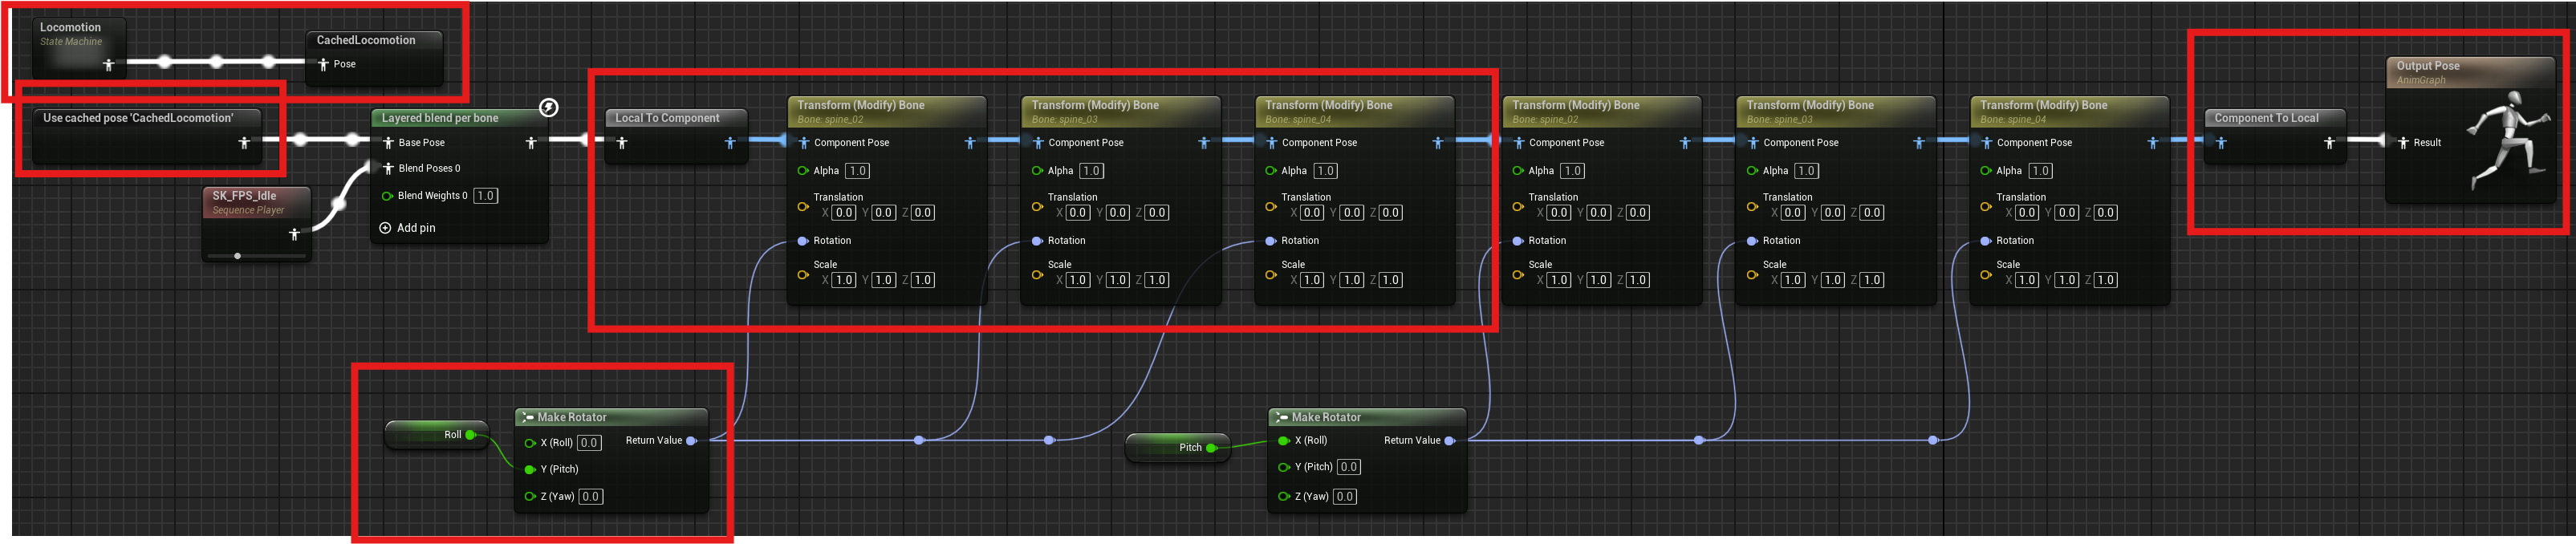 Locomotion
State Machine
CachedLocomotion
Pose
Use cached pose 'CachedLocomotion'
SK_FPS_Idle
Sequence Player
Layered blend per bone
Base Pose
Blend Poses 0
Blend Weights 0 1.0
Add pin
Local To Component
Transform (Modify) Bone
Bone: spine_02
Component Pose
Alpha 1.0
Translation
X 0.0 Y 0.0 Z 0.0
Rotation
Scale
X 1.0 Y 1.0 Z 1.0
Transform (Modify) Bone
Bone: spine_03
Component Pose
Alpha 1.0
Translation
X 0.0 Y 0.0 Z 0.0
Rotation
Scale
X 1.0 Y 1.0 Z 1.0
Transform (Modify) Bone
Bone: spine_04
Component Pose
Alpha 1.0
Translation
X 0.0 Y 0.0 Z 0.0
Rotation
Scale
X 1.0 Y 1.0 Z 1.0
Transform (Modify) Bone
Bone: spine_02
Component Pose
Alpha 1.0
Translation
X 0.0 Y 0.0 Z 0.0
Rotation
Scale
X 1.0 Y 1.0 Z 1.0
Transform (Modify) Bone
Bone: spine_03
Component Pose
Alpha 1.0
Translation
X 0.0 Y 0.0 Z 0.0
Rotation
Scale
X 1.0 Y 1.0 Z 1.0
Transform (Modify) Bone
Bone: spine_04
Component Pose
Alpha 1.0
Translation
X 0.0 Y 0.0 Z 0.0
Rotation
Scale
X 1.0 Y 1.0 Z 1.0
Component To Local
Output Pose
AnimGraph
Result
Roll
Make Rotator
X (Roll) 0.0 Return Value
Y (Pitch)
Z (Yaw) 0.0
Pitch
Make Rotator
X (Roll) Return Value
Y (Pitch) 0.0
Z (Yaw) 0.0